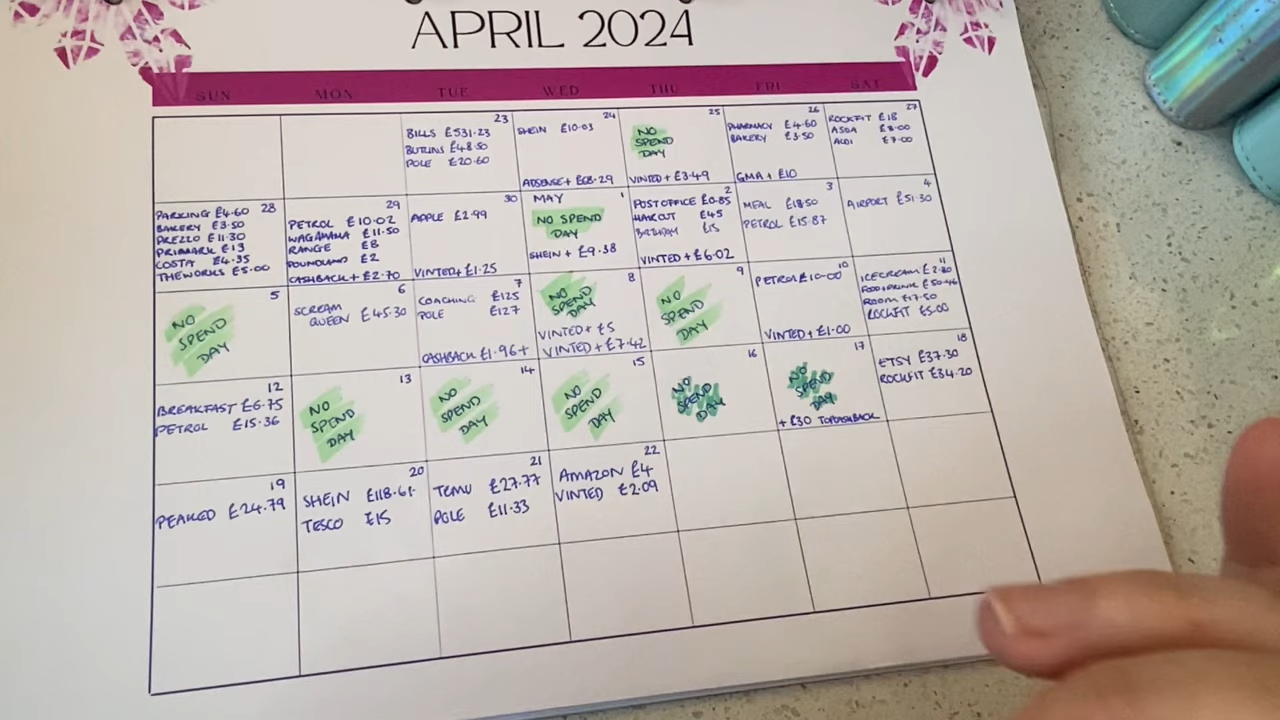 APRIL 2024
SUN MON TUE WED THU FRI SAT
23
BILLS £531.23
BUTLINS £48.50
POLE £20.60
24
SHEIN £10.03
ADSENSE + £68.29
25
NO
SPEND
DAY
VINTED + £3.49
26
PHARMACY £4.60
BAKERY £3.50
GMA + £10
27
ROCKFIT £18
ASDA £8.00
ALDI £7.00
28
PARKING £4.60
BAKERY £3.50
PREZZO £11.30
PRIMARK £13
COSTA £4.35
THEWORKS £5.00
29
PETROL £10.02
WAGAMAMA £11.50
RANGE £8
POUNDLAND £2
CASHBACK + £2.70
30
APPLE £2.99
VINTED + £1.25
MAY 1
NO SPEND
DAY
SHEIN + £9.38
2
POST OFFICE £0.85
HAIRCUT £45
BIRTHDAY £15
VINTED + £6.02
3
MEAL £18.50
PETROL £15.87
4
AIRPORT £51.30
5
NO
SPEND
DAY
6
SCREAM
QUEEN £45.30
7
COACHING £125
POLE £127
CASHBACK £1.96+
8
NO
SPEND
DAY
VINTED + £5
VINTED + £7.42
9
NO
SPEND
DAY
10
PETROL £10.00
VINTED + £1.00
11
ICECREAM £2.80
FOOD+DRINK £50.46
ROOM £17.50
ROCKFIT £5.00
12
BREAKFAST £6.75
PETROL £15.36
13
NO
SPEND
DAY
14
NO
SPEND
DAY
15
NO
SPEND
DAY
16
NO
SPEND
DAY
17
NO
SPEND
DAY
+ £30 TOPCASHBACK
18
ETSY £37.30
ROCKFIT £34.20
19
PEAKED £24.79
20
SHEIN £118.61
TESCO £15
21
TEMU £27.77
POLE £11.33
22
AMAZON £4
VINTED £2.09